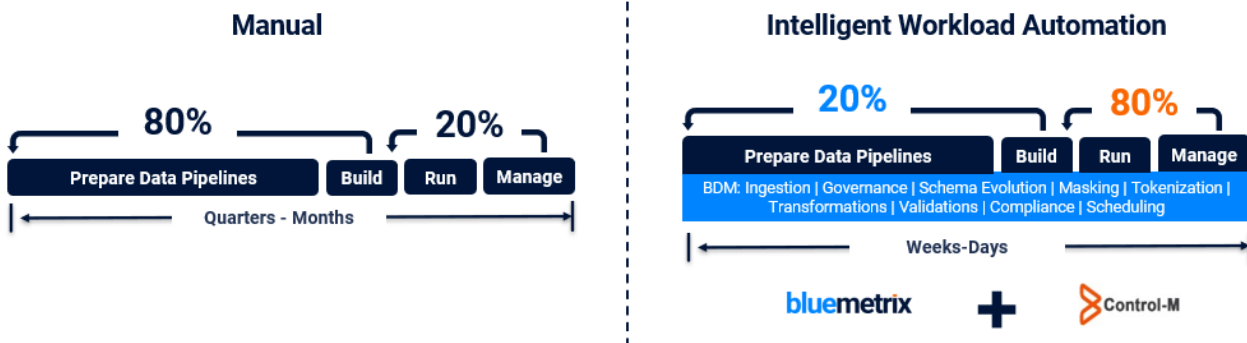 Manual
80%
20%
Prepare Data Pipelines
Build
Run
Manage
Quarters - Months
Intelligent Workload Automation
20%
80%
Prepare Data Pipelines
Build
Run
Manage
BDM: Ingestion | Governance | Schema Evolution | Masking | Tokenization |
Transformations | Validations | Compliance | Scheduling
Weeks-Days
bluemetrix
+
Control-M